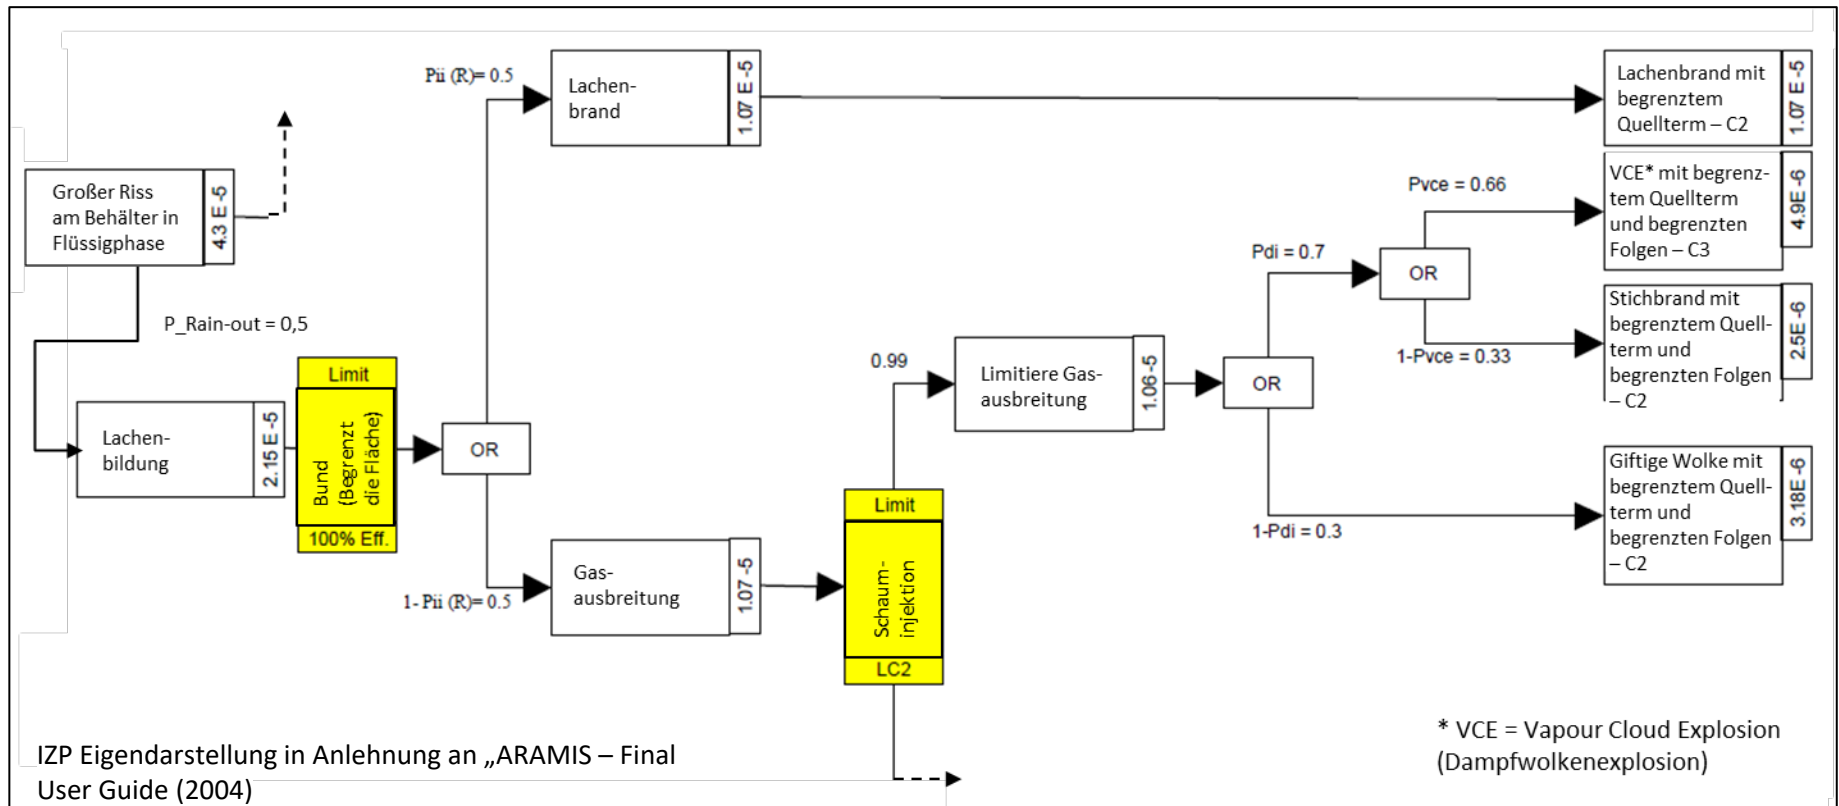 Pii (R)= 0.5
Lachen-
brand
1.07 E -5
Lachenbrand mit
begrenztem
Quellterm – C2
1.07 E -5
Großer Riss
am Behälter in
Flüssigphase
4.3 E -5
P_Rain-out = 0,5
Lachen-
bildung
2.15 E -5
Limit
Bund
(Begrenzt
die Fläche)
100% Eff.
OR
1- Pii (R)= 0.5
Gas-
ausbreitung
1.07 -5
Limit
Schaum-
injektion
LC2
0.99
Limitiere Gas-
ausbreitung
1.06 -5
OR
Pdi = 0.7
1-Pdi = 0.3
OR
Pvce = 0.66
1-Pvce = 0.33
VCE* mit begrenz-
tem Quellterm
und begrenzten
Folgen – C3
4.9E -6
Stichbrand mit
begrenztem Quell-
term und
begrenzten Folgen
– C2
2.5E -6
Giftige Wolke mit
begrenztem Quell-
term und
begrenzten Folgen
– C2
3.18E -6
* VCE = Vapour Cloud Explosion
(Dampfwolkenexplosion)
IZP Eigendarstellung in Anlehnung an „ARAMIS – Final
User Guide (2004)